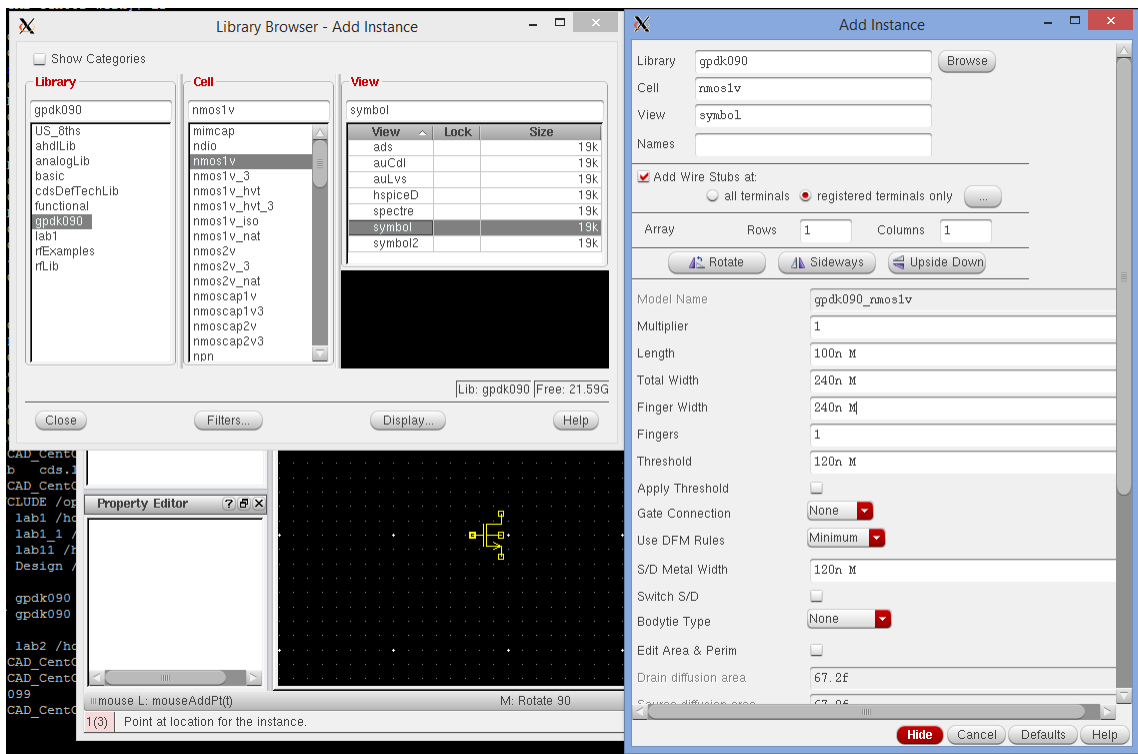 Library Browser - Add Instance
Show Categories
Library
gpdk090
US_8ths
ahdlLib
analogLib
basic
cdsDefTechLib
functional
gpdk090
lab1
rfExamples
rfLib
Cell
nmos1v
mimcap
ndio
nmos1v
nmos1v_3
nmos1v_hvt
nmos1v_hvt_3
nmos1v_iso
nmos1v_nat
nmos2v
nmos2v_3
nmos2v_nat
nmoscap1v
nmoscap1v3
nmoscap2v
nmoscap2v3
npn
View
symbol
View Lock Size
ads 19k
auCdl 19k
auLvs 19k
hspiceD 19k
spectre 19k
symbol 19k
symbol2 19k
Lib: gpdk090 Free: 21.59G
Close Filters... Display... Help
CAD_CentC
b cds.l
CAD_CentC
CLUDE /op
lab1 /ho
lab1_1 /
lab11 /h
Design /
gpdk090
gpdk090
lab2 /ho
CAD_CentC
CAD_CentC
099
CAD_CentC
Property Editor
mouse L: mouseAddPt(t) M: Rotate 90
1(3) Point at location for the instance.
Add Instance
Library gpdk090 Browse
Cell nmos1v
View symbol
Names
Add Wire Stubs at:
all terminals registered terminals only ...
Array Rows 1 Columns 1
Rotate Sideways Upside Down
Model Name gpdk090_nmos1v
Multiplier 1
Length 100n M
Total Width 240n M
Finger Width 240n M
Fingers 1
Threshold 120n M
Apply Threshold
Gate Connection None
Use DFM Rules Minimum
S/D Metal Width 120n M
Switch S/D
Bodytie Type None
Edit Area & Perim
Drain diffusion area 67.2f
Hide Cancel Defaults Help